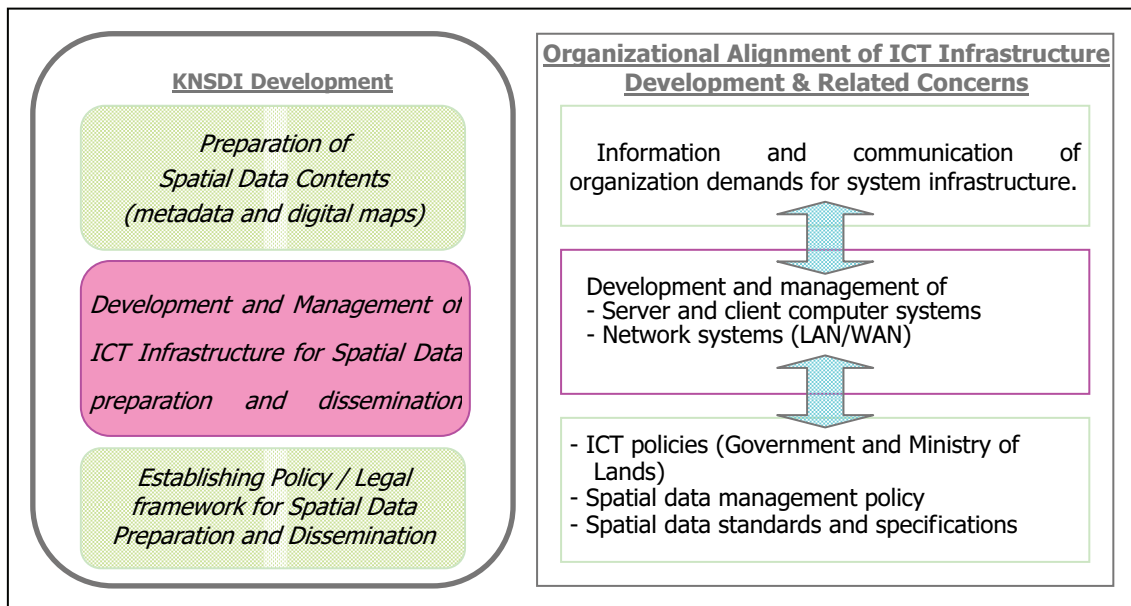 KNSDI Development
Preparation of
Spatial Data Contents
(metadata and digital maps)
Development and Management of
ICT Infrastructure for Spatial Data
preparation and dissemination
Establishing Policy / Legal
framework for Spatial Data
Preparation and Dissemination
Organizational Alignment of ICT Infrastructure
Development & Related Concerns
Information and communication of
organization demands for system infrastructure.
Development and management of
- Server and client computer systems
- Network systems (LAN/WAN)
- ICT policies (Government and Ministry of
Lands)
- Spatial data management policy
- Spatial data standards and specifications